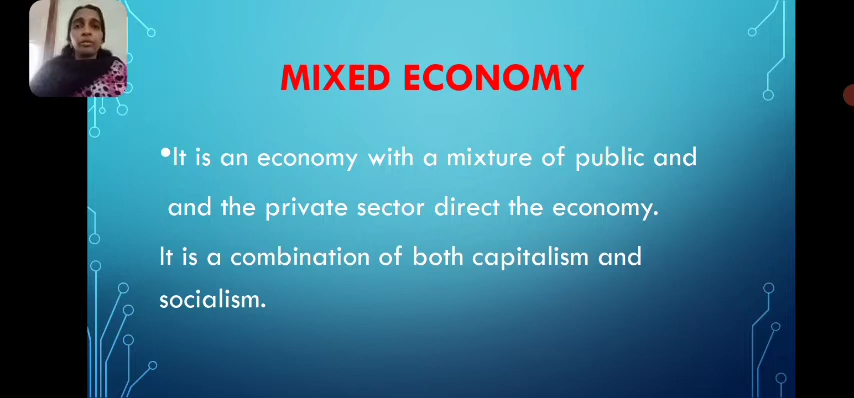 MIXED ECONOMY
•It is an economy with a mixture of public and
and the private sector direct the economy.
It is a combination of both capitalism and
socialism.